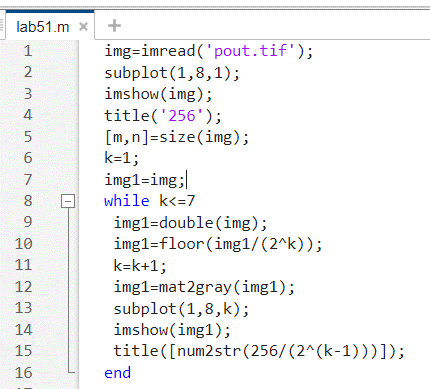 lab51.m × +
1 img=imread('pout.tif');
2 subplot(1,8,1);
3 imshow(img);
4 title('256');
5 [m,n]=size(img);
6 k=1;
7 img1=img;
8 while k<=7
9 img1=double(img);
10 img1=floor(img1/(2^k));
11 k=k+1;
12 img1=mat2gray(img1);
13 subplot(1,8,k);
14 imshow(img1);
15 title([num2str(256/(2^(k-1)))]);
16 end